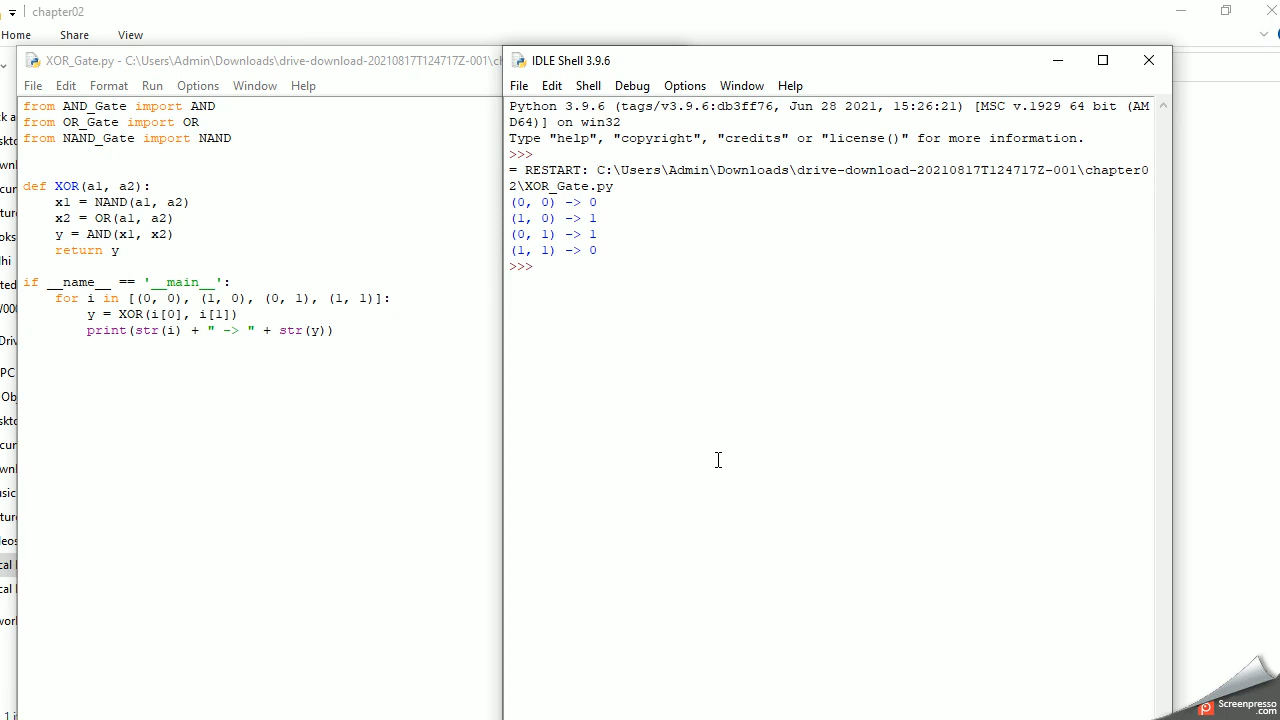 chapter02
Home Share View
XOR_Gate.py - C:\Users\Admin\Downloads\drive-download-20210817T124717Z-001\ch
File Edit Format Run Options Window Help
from AND_Gate import AND
from OR_Gate import OR
from NAND_Gate import NAND
def XOR(a1, a2):
x1 = NAND(a1, a2)
x2 = OR(a1, a2)
y = AND(x1, x2)
return y
if __name__ == '__main__':
for i in [(0, 0), (1, 0), (0, 1), (1, 1)]:
y = XOR(i[0], i[1])
print(str(i) + " -> " + str(y))
IDLE Shell 3.9.6
File Edit Shell Debug Options Window Help
Python 3.9.6 (tags/v3.9.6:db3ff76, Jun 28 2021, 15:26:21) [MSC v.1929 64 bit (AM
D64)] on win32
Type "help", "copyright", "credits" or "license()" for more information.
>>>
= RESTART: C:\Users\Admin\Downloads\drive-download-20210817T124717Z-001\chapter0
2\XOR_Gate.py
(0, 0) -> 0
(1, 0) -> 1
(0, 1) -> 1
(1, 1) -> 0
>>>
Screenpresso
.com